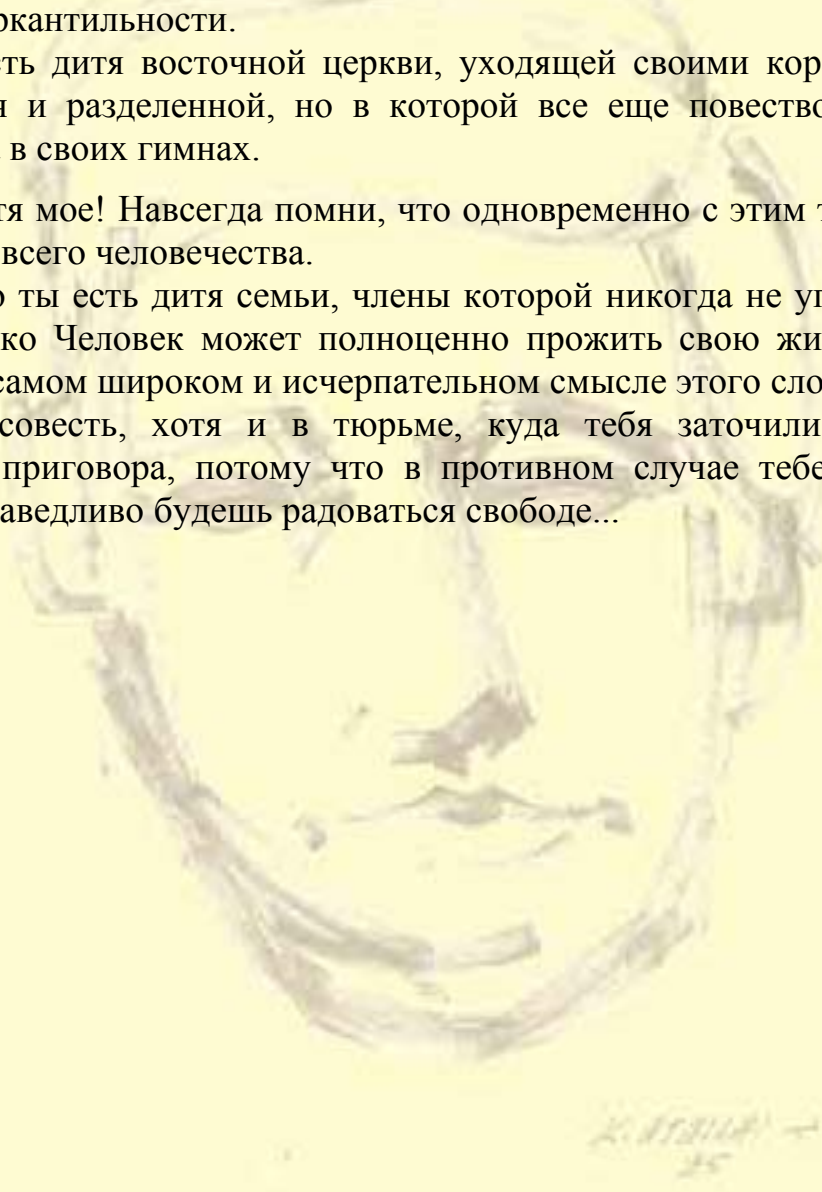 ркантильности.
сть дитя восточной церкви, уходящей своими кор
я и разделенной, но в которой все еще повество
в своих гимнах.
тя мое! Навсегда помни, что одновременно с этим т
всего человечества.
о ты есть дитя семьи, члены которой никогда не уп
ко Человек может полноценно прожить свою жи
самом широком и исчерпательном смысле этого сло
совесть, хотя и в тюрьме, куда тебя заточили
приговора, потому что в противном случае тебе
аведливо будешь радоваться свободе...